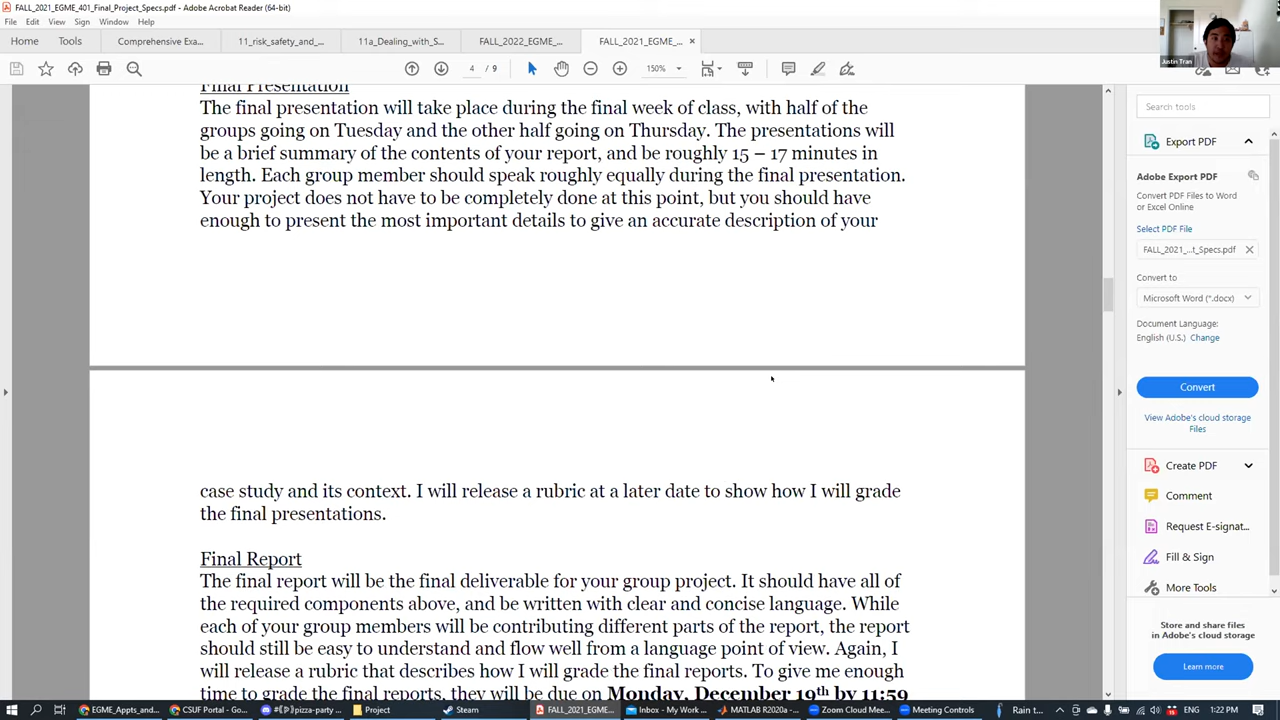 FALL_2021_EGME_401_Final_Project_Specs.pdf - Adobe Acrobat Reader (64-bit)
File Edit View Sign Window Help
Home Tools Comprehensive Exa... 11_risk_safety_and_... 11a_Dealing_with_S... FALL_2022_EGME_... FALL_2021_EGME_... ×
4 / 9 150%
Justin Tran
Final Presentation
The final presentation will take place during the final week of class, with half of the
groups going on Tuesday and the other half going on Thursday. The presentations will
be a brief summary of the contents of your report, and be roughly 15 – 17 minutes in
length. Each group member should speak roughly equally during the final presentation.
Your project does not have to be completely done at this point, but you should have
enough to present the most important details to give an accurate description of your
case study and its context. I will release a rubric at a later date to show how I will grade
the final presentations.
Final Report
The final report will be the final deliverable for your group project. It should have all of
the required components above, and be written with clear and concise language. While
each of your group members will be contributing different parts of the report, the report
should still be easy to understand and flow well from a language point of view. Again, I
will release a rubric that describes how I will grade the final reports. To give me enough
time to grade the final reports, they will be due on Monday, December 19th by 11:59
Search tools
Export PDF
Adobe Export PDF
Convert PDF Files to Word
or Excel Online
Select PDF File
FALL_2021_...t_Specs.pdf
Convert to
Microsoft Word (*.docx)
Document Language:
English (U.S.) Change
Convert
View Adobe's cloud storage
Files
Create PDF
Comment
Request E-signat...
Fill & Sign
More Tools
Store and share files
in Adobe's cloud storage
Learn more
EGME_Appts_and_... CSUF Portal - Go... pizza-party ... Project Steam FALL_2021_EGME_... Inbox - My Work ... MATLAB R2020a - ... Zoom Cloud Mee... Meeting Controls Rain t... 15 1:22 PM